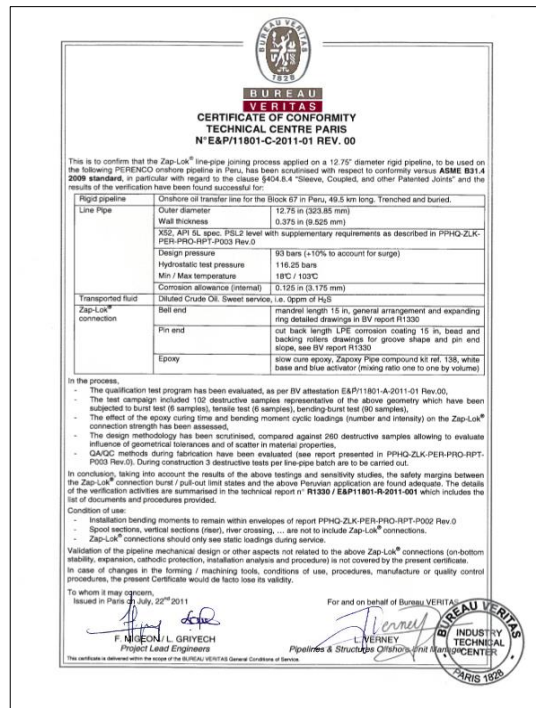 BUREAU VERITAS
1828
BUREAU
VERITAS
CERTIFICATE OF CONFORMITY
TECHNICAL CENTRE PARIS
N°E&P/11801-C-2011-01 REV. 00
This is to confirm that the Zap-Lok® line-pipe joining process applied on a 12.75" diameter rigid pipeline, to be used on
the following PERENCO onshore pipeline in Peru, has been scrutinised with respect to conformity versus ASME B31.4
2009 standard, in particular with regard to the clause §404.8.4 "Sleeve, Coupled, and other Patented Joints" and the
results of the verification have been found successful for:
Rigid pipeline Onshore oil transfer line for the Block 67 in Peru, 49.5 km long. Trenched and buried.
Line Pipe Outer diameter 12.75 in (323.85 mm)
Wall thickness 0.375 in (9.525 mm)
X52, API 5L spec. PSL2 level with supplementary requirements as described in PPHQ-ZLK-
PER-PRO-RPT-P003 Rev.0
Design pressure 93 bars (+10% to account for surge)
Hydrostatic test pressure 116.25 bars
Min / Max temperature 18°C / 103°C
Corrosion allowance (internal) 0.125 in (3.175 mm)
Transported fluid Diluted Crude Oil. Sweet service, i.e. 0ppm of H2S
Zap-Lok® connection Bell end mandrel length 15 in, general arrangement and expanding
ring detailed drawings in BV report R1330
Pin end cut back length LPE corrosion coating 15 in, bead and
backing rollers drawings for groove shape and pin end
slope, see BV report R1330
Epoxy slow cure epoxy, Zapoxy Pipe compound kit ref. 138, white
base and blue activator (mixing ratio one to one by volume)
In the process,
- The qualification test program has been evaluated, as per BV attestation E&P/11801-A-2011-01 Rev.00,
- The test campaign included 102 destructive samples representative of the above geometry which have been
subjected to burst test (6 samples), tensile test (6 samples), bending-burst test (90 samples),
- The effect of the epoxy curing time and bending moment cyclic loadings (number and intensity) on the Zap-Lok®
connection strength has been assessed,
- The design methodology has been scrutinised, compared against 260 destructive samples allowing to evaluate
influence of geometrical tolerances and of scatter in material properties,
- QA/QC methods during fabrication have been evaluated (see report presented in PPHQ-ZLK-PER-PRO-RPT-
P003 Rev.0). During construction 3 destructive tests per line-pipe batch are to be carried out.
In conclusion, taking into account the results of the above testings and sensitivity studies, the safety margins between
the Zap-Lok® connection burst / pull-out limit states and the above Peruvian application are found adequate. The details
of the verification activities are summarised in the technical report n° R1330 / E&P11801-R-2011-001 which includes the
list of documents and procedures provided.
Condition of use:
- Installation bending moments to remain within envelopes of report PPHQ-ZLK-PER-PRO-RPT-P002 Rev.0
- Spool sections, vertical sections (riser), river crossing, ... are not to include Zap-Lok® connections.
- Zap-Lok® connections should only see static loadings during service.
Validation of the pipeline mechanical design or other aspects not related to the above Zap-Lok® connections (on-bottom
stability, expansion, cathodic protection, installation analysis and procedure) is not covered by the present certificate.
In case of changes in the forming / machining tools, conditions of use, procedures, manufacture or quality control
procedures, the present Certificate would de facto lose its validity.
To whom it may concern,
Issued in Paris on July, 22nd 2011 For and on behalf of Bureau VERITAS
F. MIGEON / L. GRIYECH
Project Lead Engineers
L. VERNEY
Pipelines & Structures Offshore Unit Manager
BUREAU VERITAS
INDUSTRY
TECHNICAL
CENTER
PARIS 1828
This certificate is delivered within the scope of the BUREAU VERITAS General Conditions of Service.